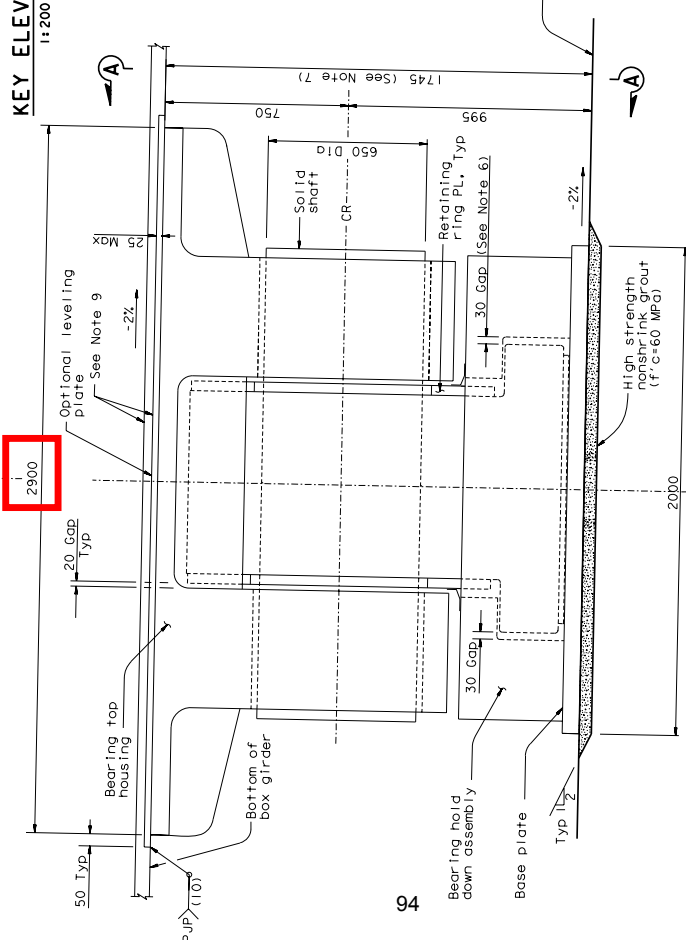 KEY ELEV
1:200
A
1745 (See Note 7)
A
750
995
650 Dia
Solid
shaft
CR
Retaining
ring PL, Typ
30 Gap (See Note 6)
-2%
25 Max
Optional leveling
plate
See Note 9
-2%
High strength
nonshrink grout
(f'c=60 MPa)
2900
20 Gap
Typ
2000
30 Gap
Bearing top
housing
Bottom of
box girder
50 Typ
PJP (10)
Bearing hold
down assembly
Base plate
Typ 1
2
94